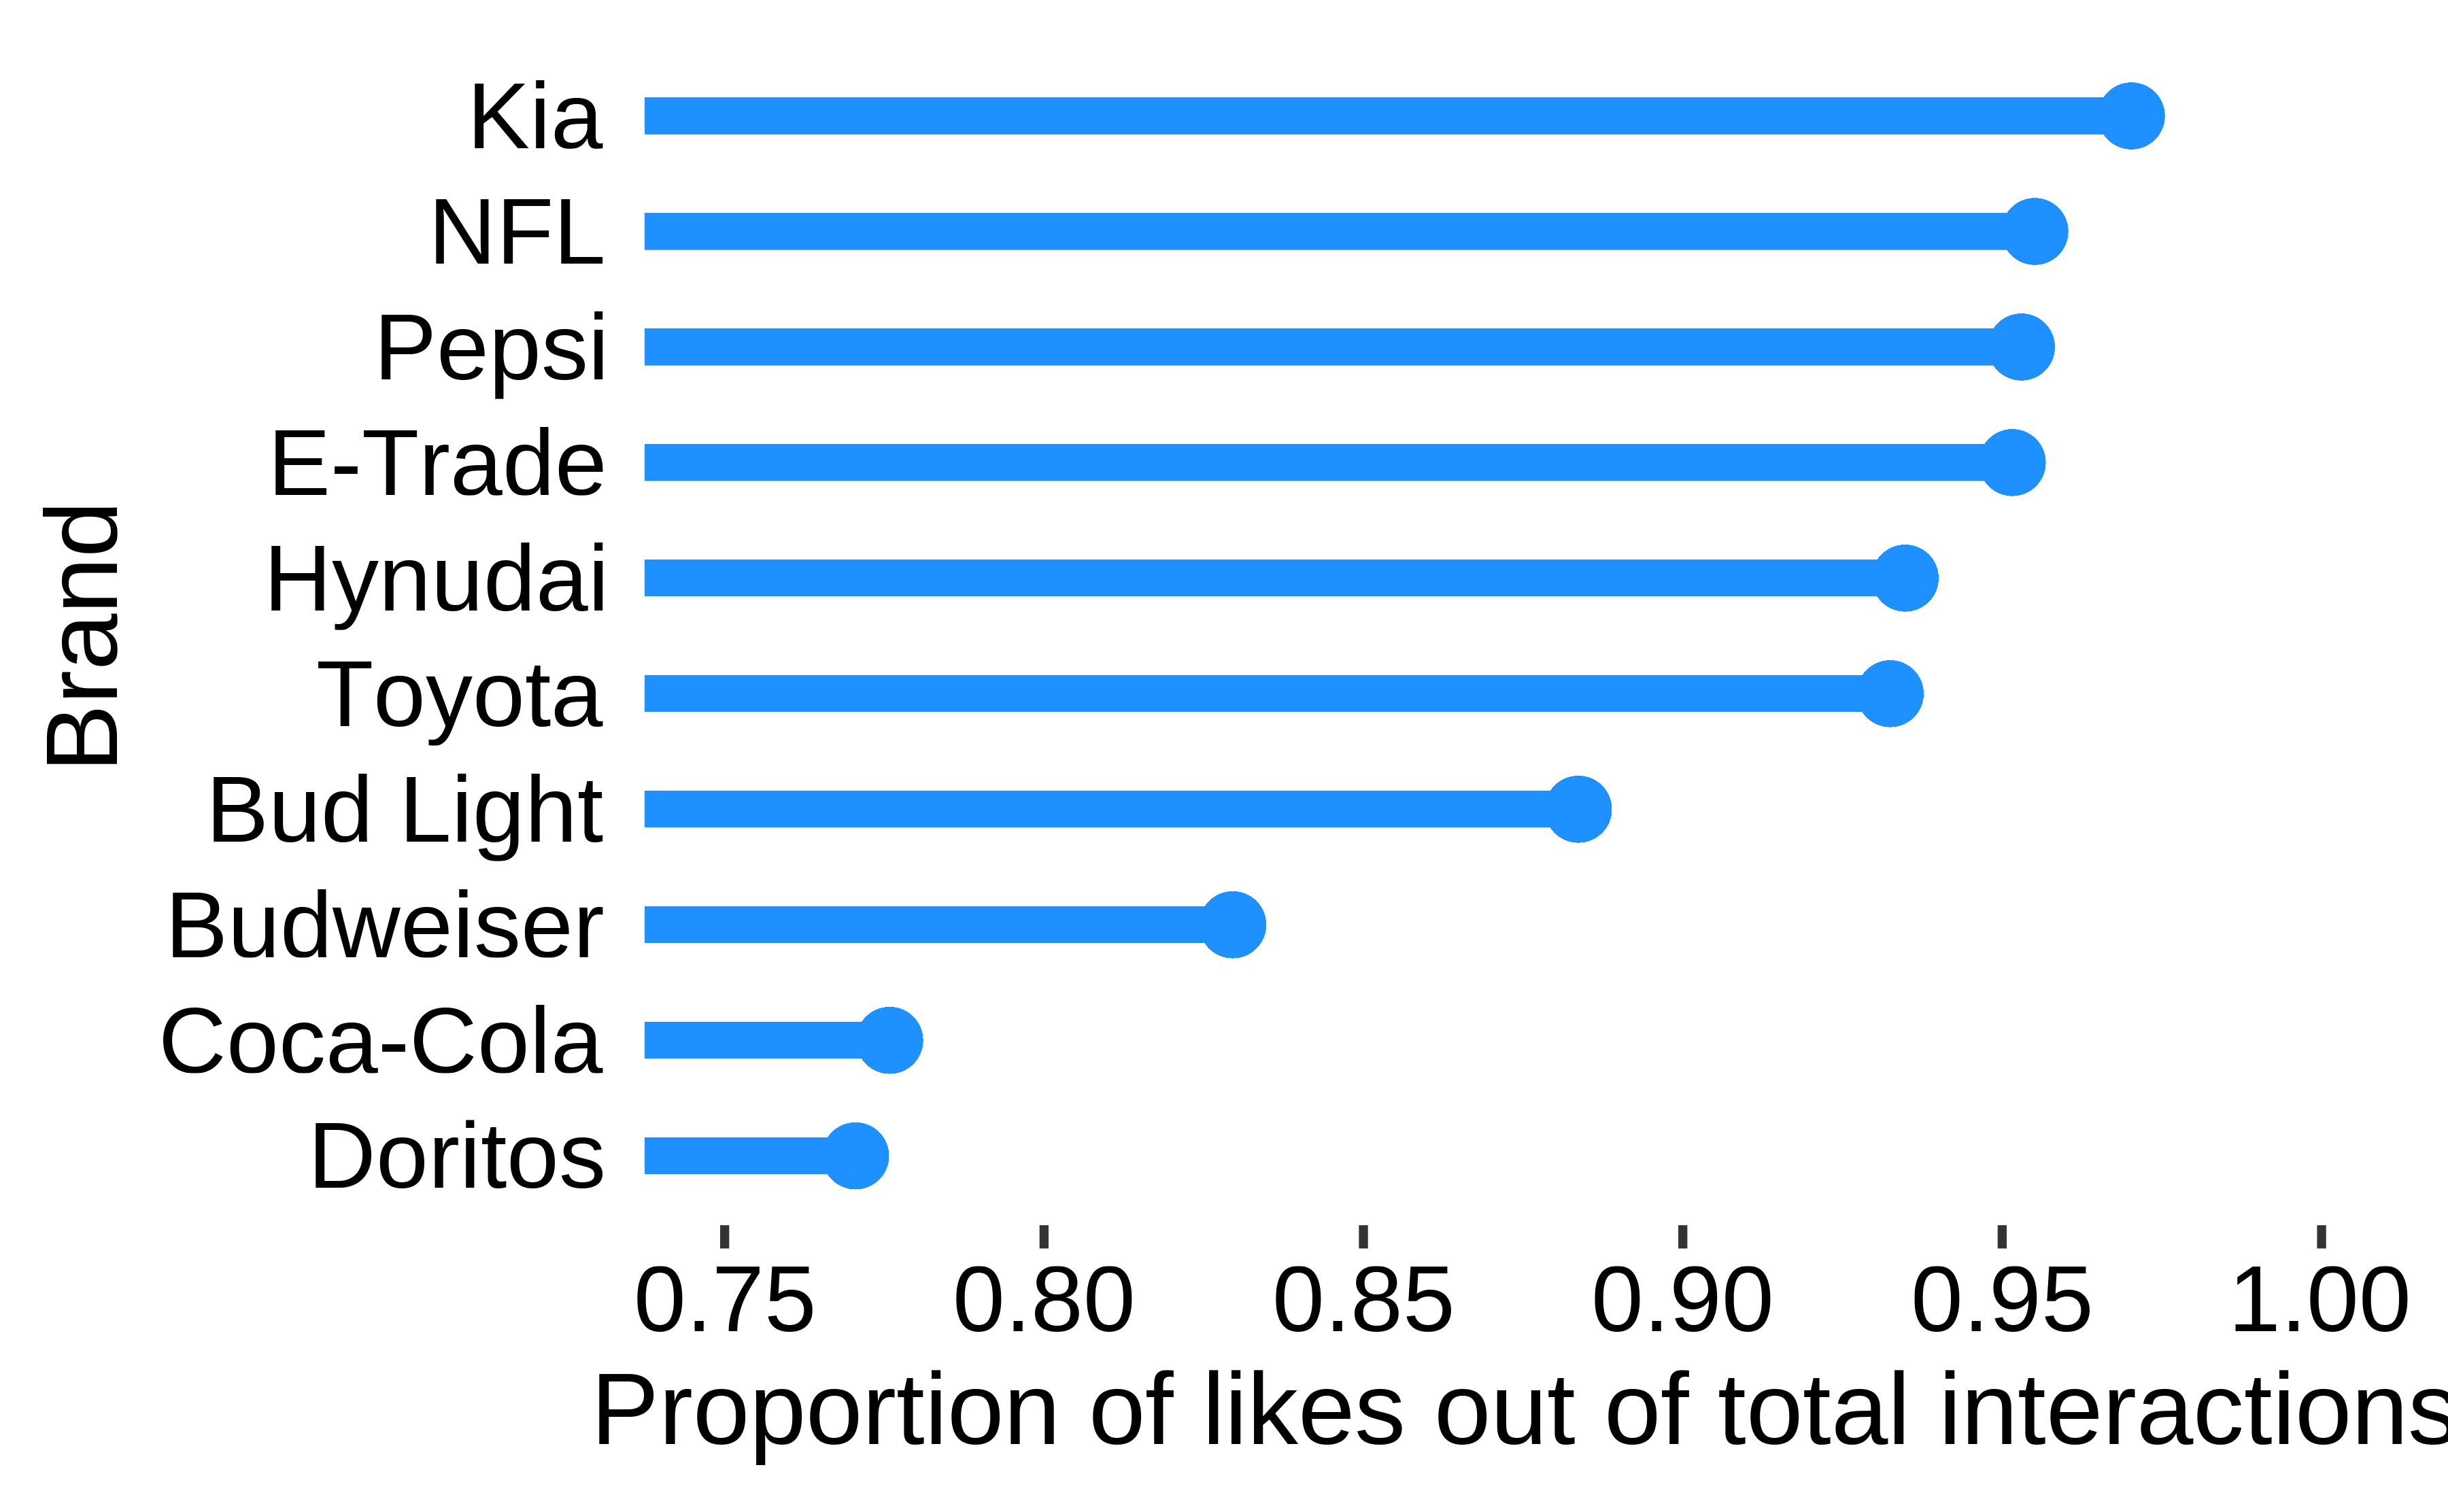 Kia
NFL
Pepsi
E-Trade
Hynudai
Toyota
Bud Light
Budweiser
Coca-Cola
Doritos
Brand
0.75 0.80 0.85 0.90 0.95 1.00
Proportion of likes out of total interactions